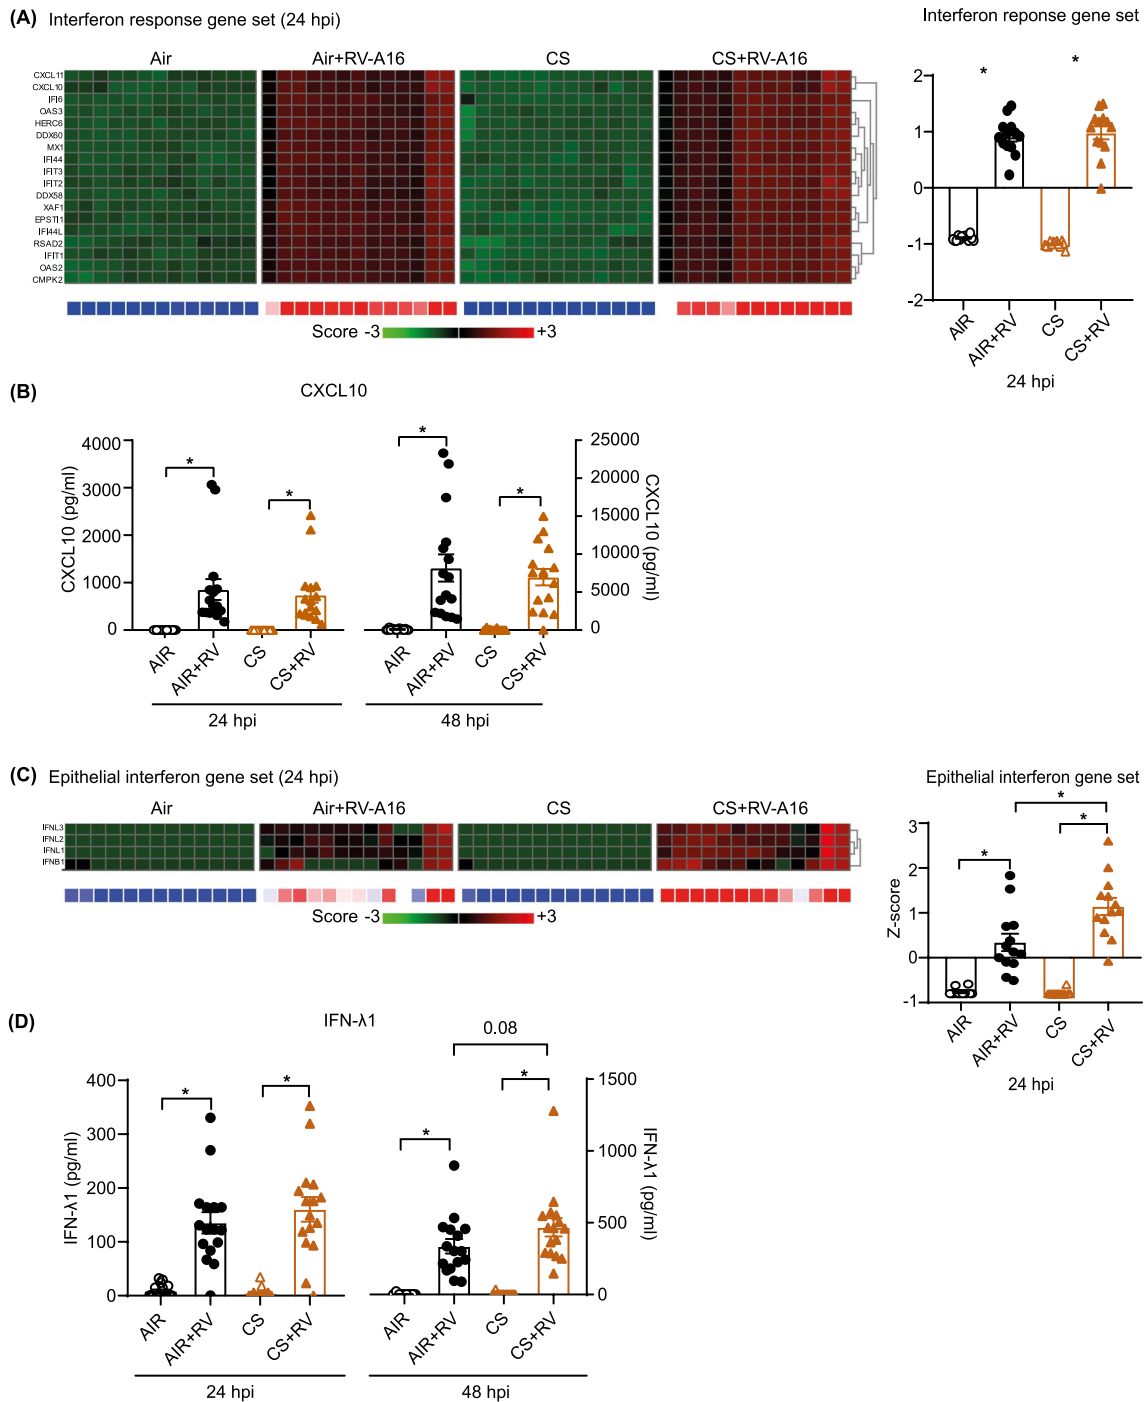 (A) Interferon response gene set (24 hpi)
Air
Air+RV-A16
CS
CS+RV-A16
CXCL11
CXCL10
IFI6
OAS3
HERC6
DDX60
MX1
IFI44
IFIT3
IFIT2
DDX58
XAF1
EPSTI1
IFI44L
RSAD2
IFIT1
OAS2
CMPK2
Score -3
+3
Interferon reponse gene set
*
*
2
1
0
-1
-2
AIR
AIR+RV
CS
CS+RV
24 hpi
(B)
CXCL10
CXCL10 (pg/ml)
4000
3000
2000
1000
0
*
*
AIR
AIR+RV
CS
CS+RV
24 hpi
*
*
25000
20000
15000
10000
5000
0
CXCL10 (pg/ml)
AIR
AIR+RV
CS
CS+RV
48 hpi
(C) Epithelial interferon gene set (24 hpi)
Air
Air+RV-A16
CS
CS+RV-A16
IFNL3
IFNL2
IFNL1
IFNB1
Score -3
+3
Epithelial interferon gene set
*
*
*
Z-score
3
2
1
0
-1
AIR
AIR+RV
CS
CS+RV
24 hpi
(D)
IFN-λ1
IFN-λ1 (pg/ml)
400
300
200
100
0
*
*
AIR
AIR+RV
CS
CS+RV
24 hpi
0.08
*
*
1500
1000
500
0
IFN-λ1 (pg/ml)
AIR
AIR+RV
CS
CS+RV
48 hpi